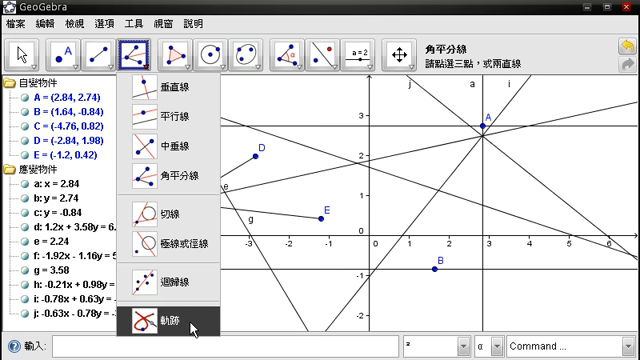 GeoGebra
檔案 編輯 檢視 選項 工具 視窗 說明
A
a = 2
角平分線
請點選三點，或兩直線
自變物件
A = (2.84, 2.74)
B = (1.64, -0.84)
C = (-4.76, 0.82)
D = (-2.84, 1.98)
E = (-1.2, 0.42)
應變物件
a: x = 2.84
b: y = 2.74
c: y = -0.84
d: 1.2x + 3.58y = 6.
e = 2.24
f: -1.92x - 1.16y = 5
g = 3.58
h: -0.21x + 0.98y =
i: -0.78x + 0.63y =
j: -0.63x - 0.78y = -
垂直線
平行線
中垂線
角平分線
切線
極線或徑線
迴歸線
軌跡
j a i
3
A
D
2
1
e
g
E
-3 -2 -1 0 0 1 2 3 4 5 6
-1
B
-2
輸入:
² α Command ...